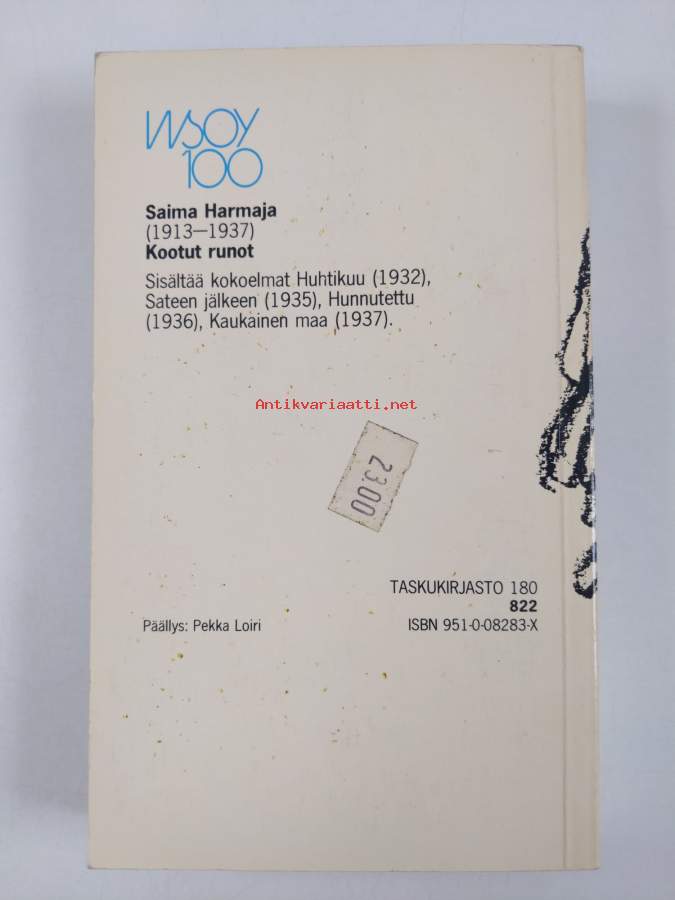 WSOY
100
Saima Harmaja
(1913—1937)
Kootut runot
Sisältää kokoelmat Huhtikuu (1932),
Sateen jälkeen (1935), Hunnutettu
(1936), Kaukainen maa (1937).
Antikvariaatti.net
23.00
TASKUKIRJASTO 180
822
Päällys: Pekka Loiri
ISBN 951-0-08283-X